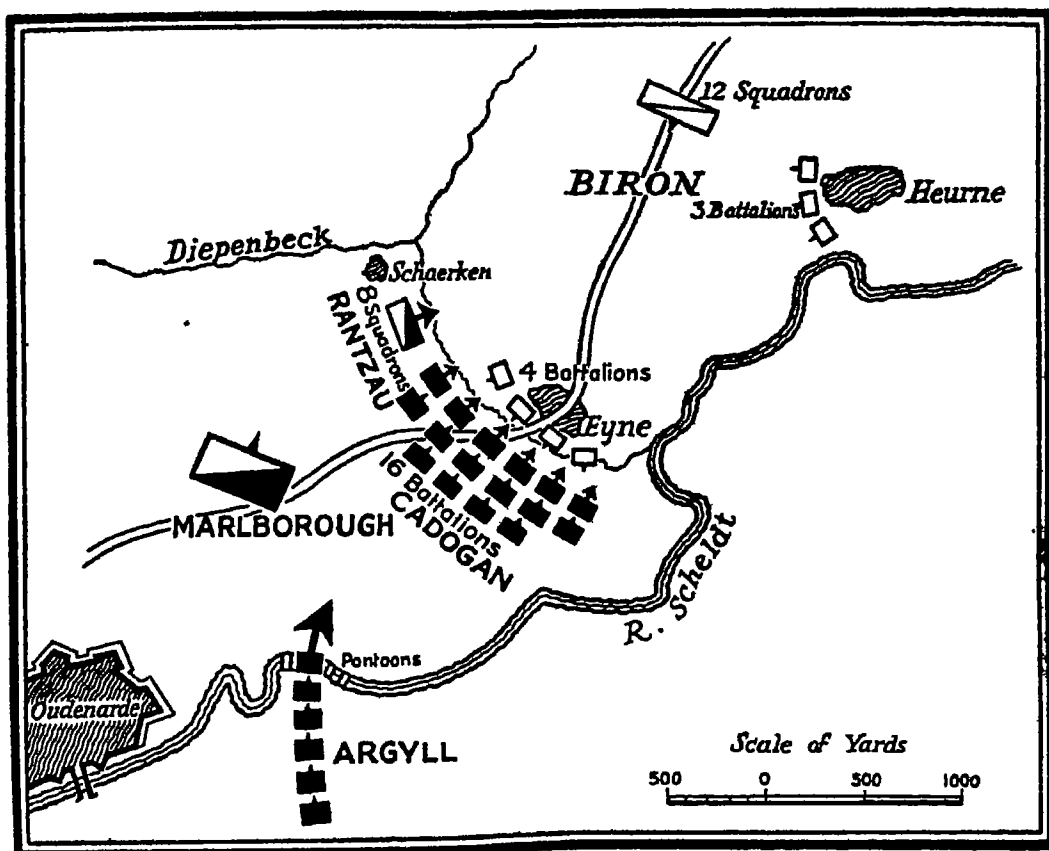 12 Squadrons
BIRON
Heurne
3 Battalions
Diepenbeck
Schaerken
8 Squadrons
RANTZAU
4 Battalions
Eyne
16 Battalions
CADOGAN
MARLBOROUGH
R. Scheldt
Pontoons
Oudenarde
ARGYLL
Scale of Yards
500 0 500 1000